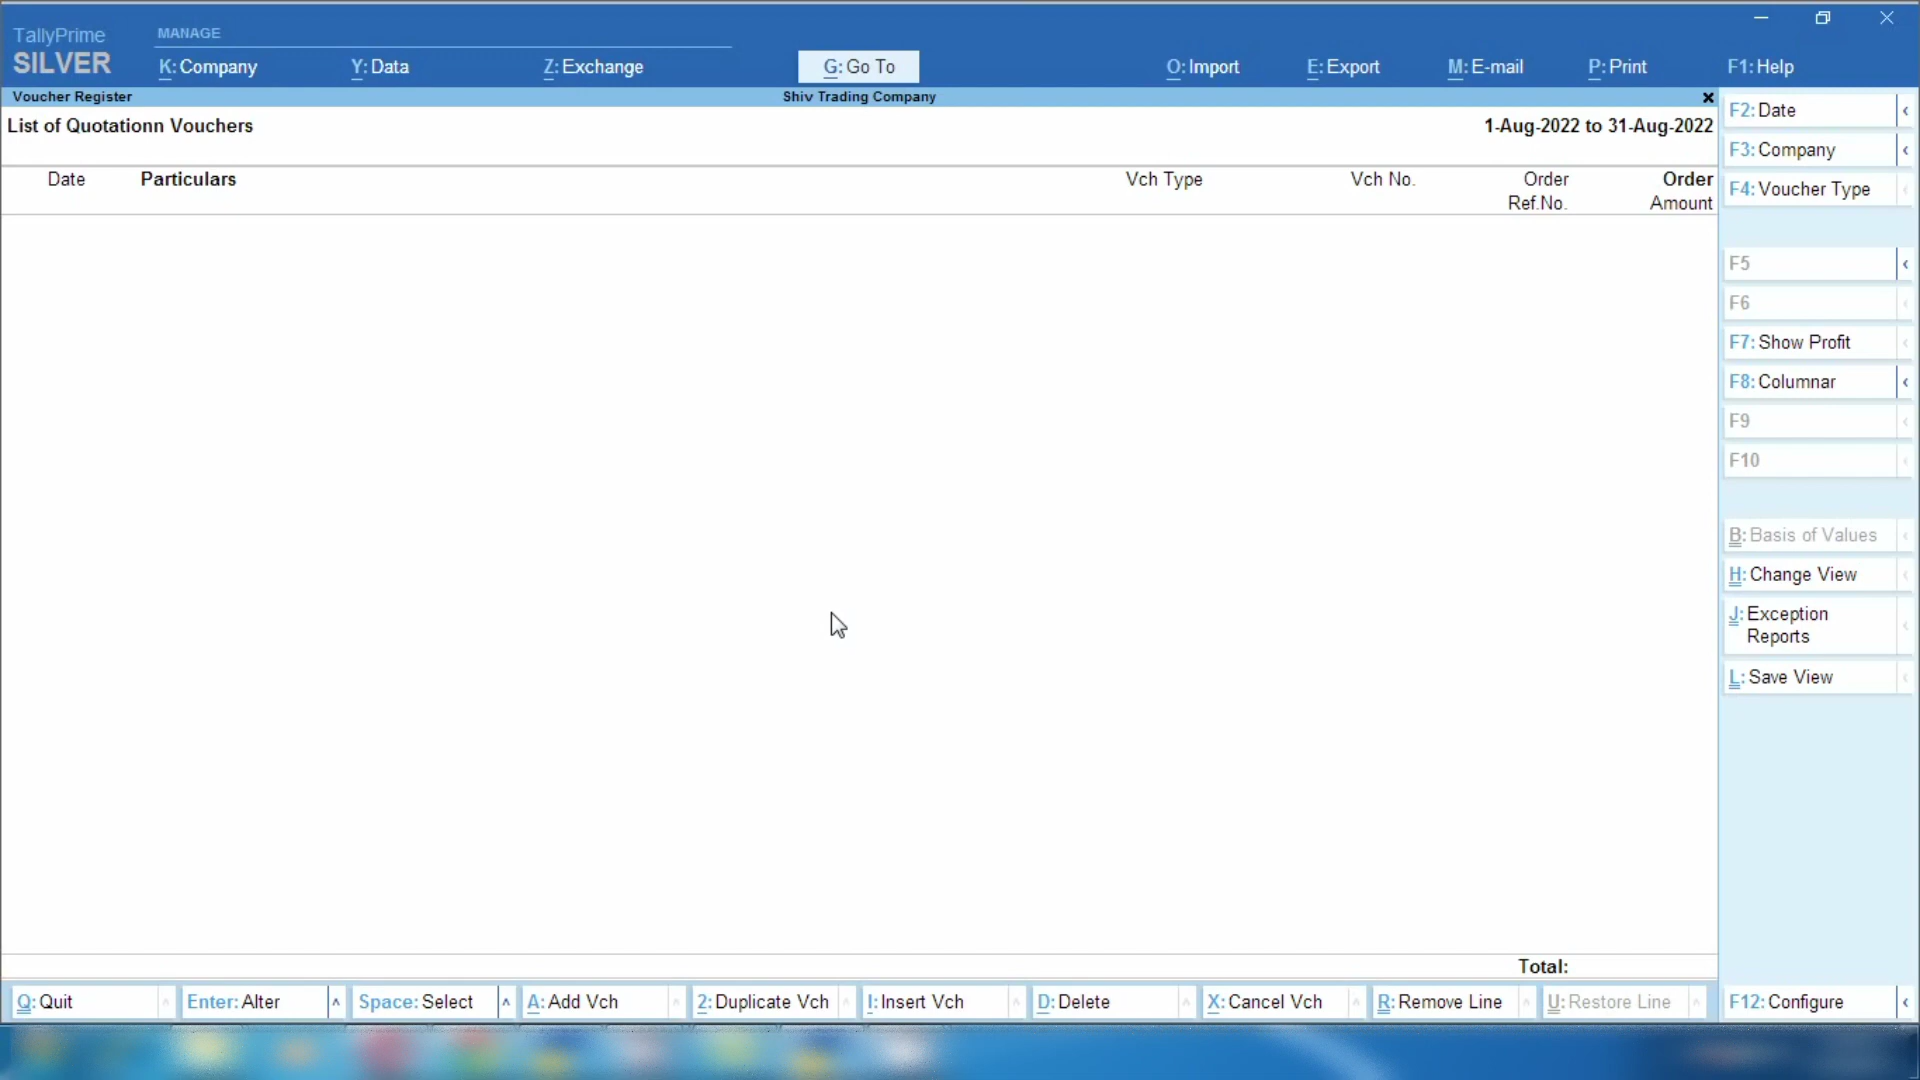 TallyPrime
SILVER
MANAGE
K: Company
Y: Data
Z: Exchange
G: Go To
O: Import
E: Export
M: E-mail
P: Print
F1: Help
Voucher Register
Shiv Trading Company
List of Quotationn Vouchers
1-Aug-2022 to 31-Aug-2022
Date
Particulars
Vch Type
Vch No.
Order
Ref.No.
Order
Amount
Total:
F2: Date
F3: Company
F4: Voucher Type
F5
F6
F7: Show Profit
F8: Columnar
F9
F10
B: Basis of Values
H: Change View
J: Exception
Reports
L: Save View
Q: Quit
Enter: Alter
Space: Select
A: Add Vch
2: Duplicate Vch
I: Insert Vch
D: Delete
X: Cancel Vch
R: Remove Line
U: Restore Line
F12: Configure